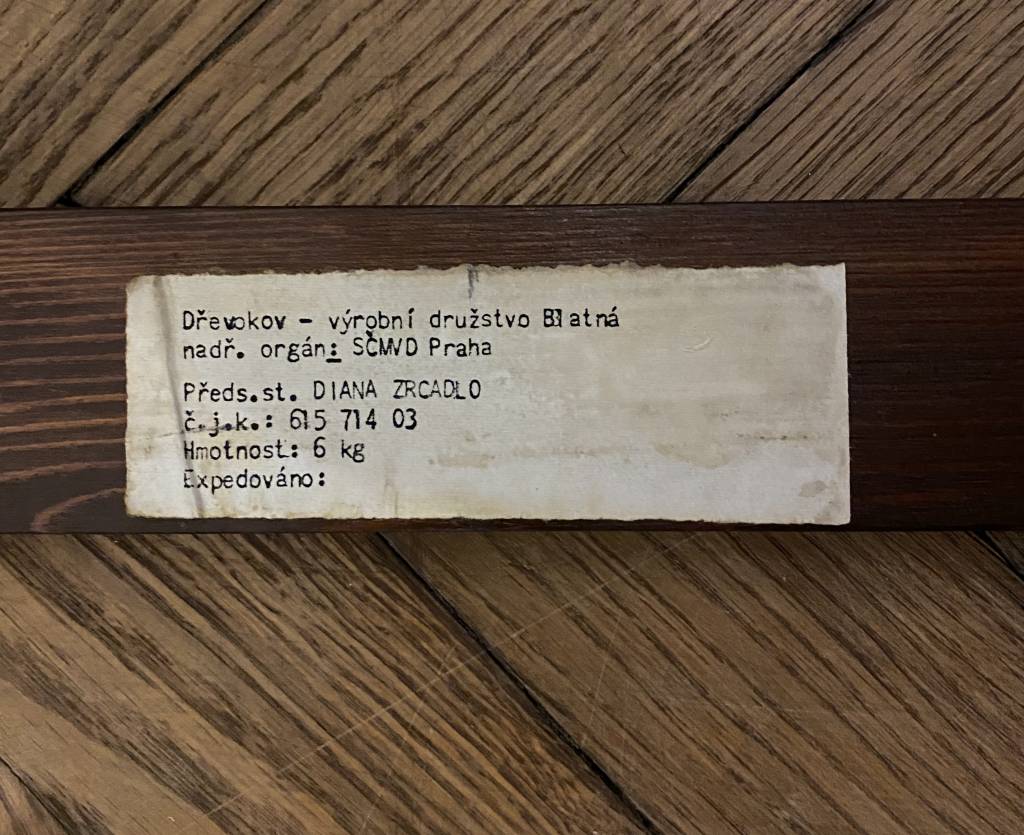 Dřevokov - výrobní družstvo Blatná
nadř. orgán: SČMVD Praha
Předs.st. DIANA ZRCADLO
č.j.k.: 615 714 03
Hmotnost: 6 kg
Expedováno: